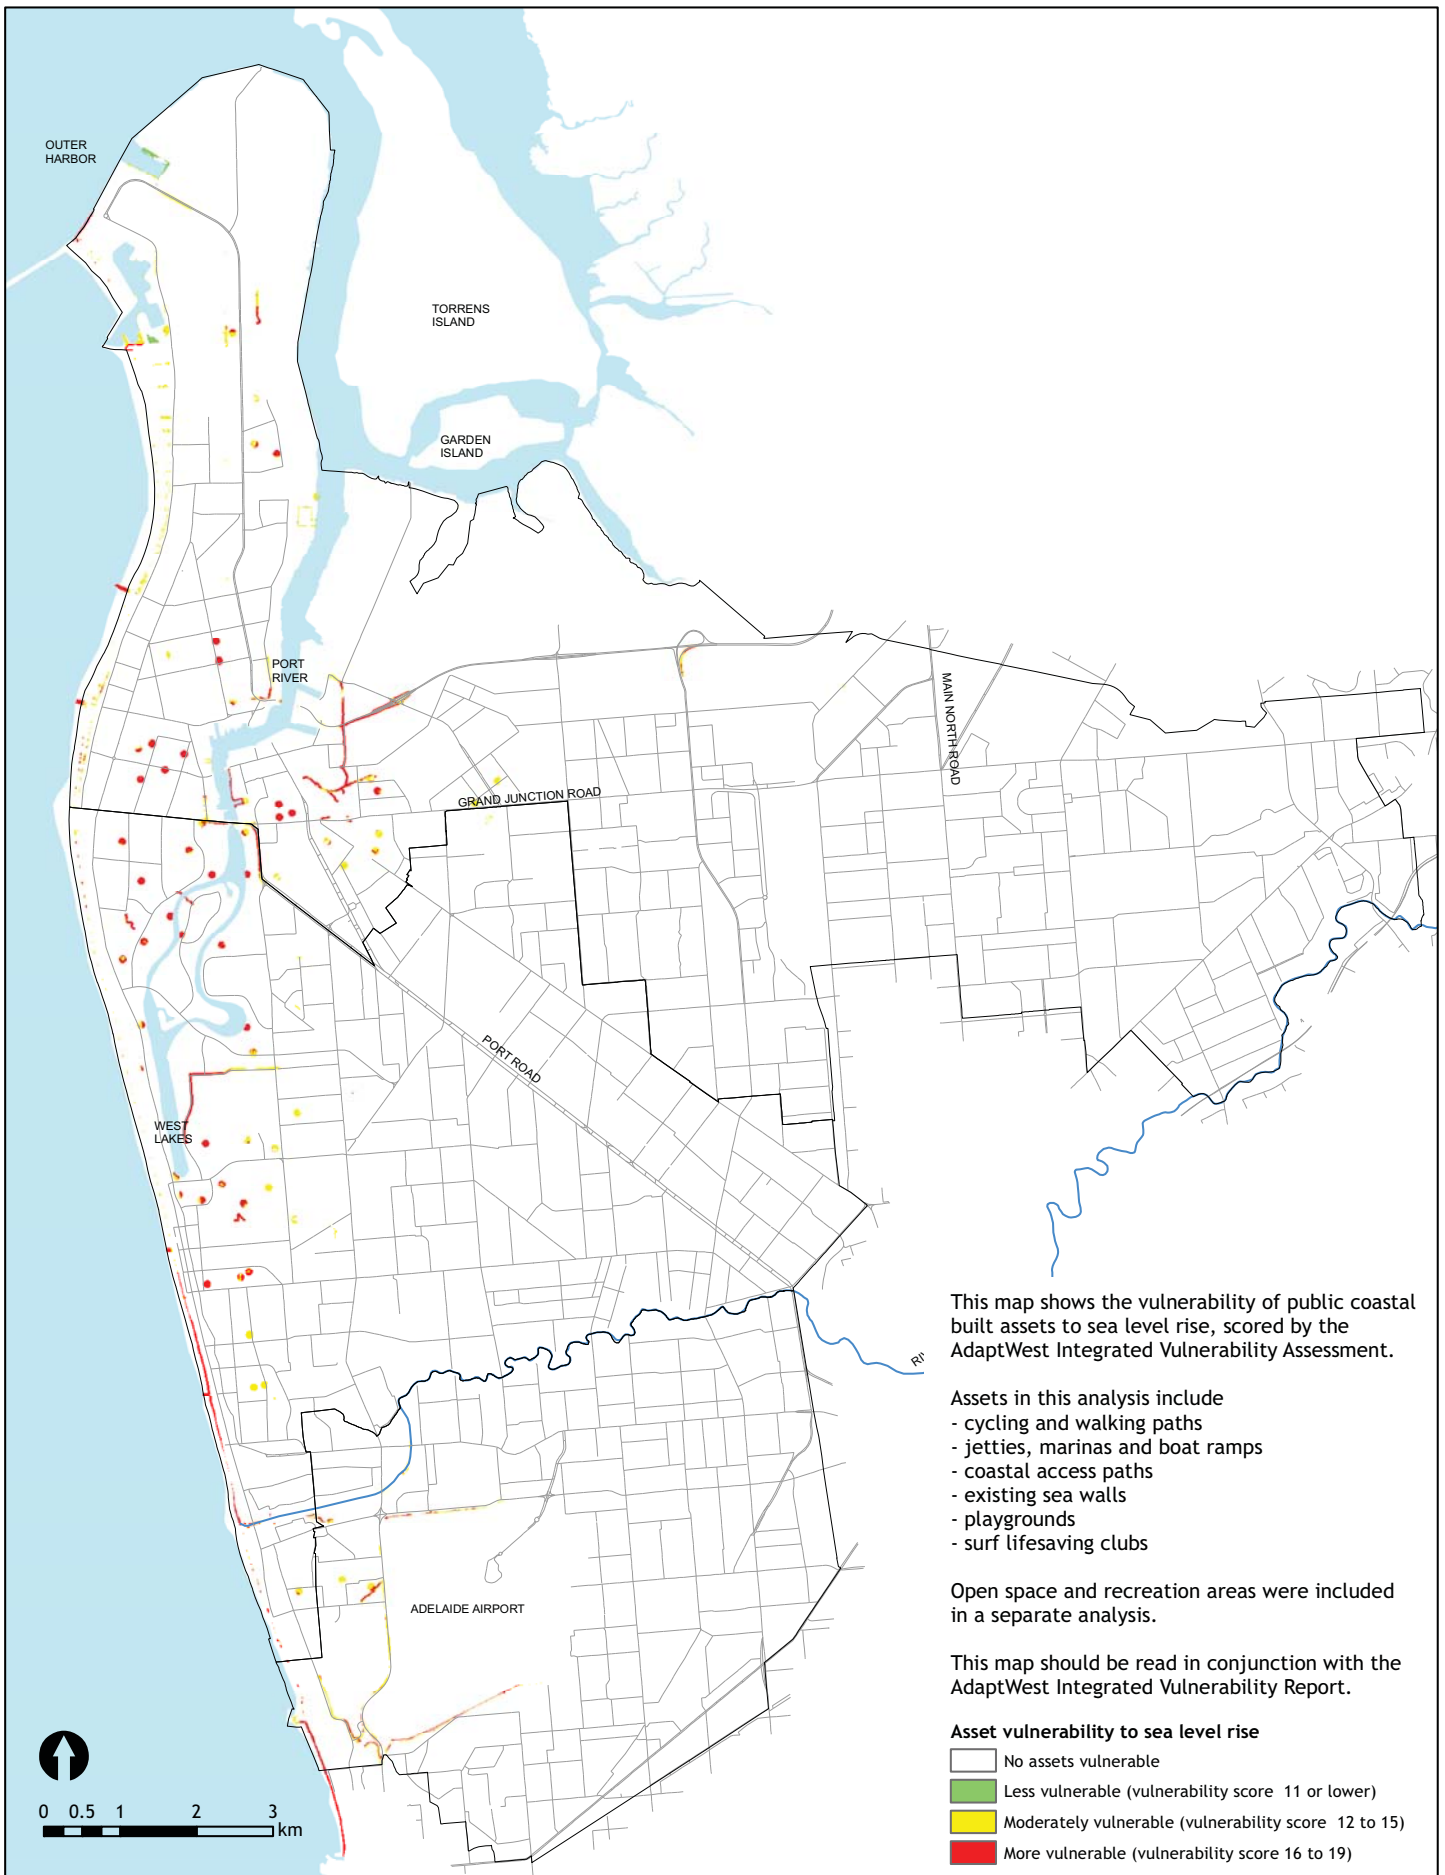 OUTER
HARBOR
TORRENS
ISLAND
GARDEN
ISLAND
PORT
RIVER
MAIN NORTH ROAD
GRAND JUNCTION ROAD
PORT ROAD
WEST
LAKES
ADELAIDE AIRPORT
This map shows the vulnerability of public coastal
built assets to sea level rise, scored by the
AdaptWest Integrated Vulnerability Assessment.
Assets in this analysis include
- cycling and walking paths
- jetties, marinas and boat ramps
- coastal access paths
- existing sea walls
- playgrounds
- surf lifesaving clubs
Open space and recreation areas were included
in a separate analysis.
This map should be read in conjunction with the
AdaptWest Integrated Vulnerability Report.
Asset vulnerability to sea level rise
No assets vulnerable
Less vulnerable (vulnerability score 11 or lower)
Moderately vulnerable (vulnerability score 12 to 15)
More vulnerable (vulnerability score 16 to 19)
0 0.5 1 2 3
km